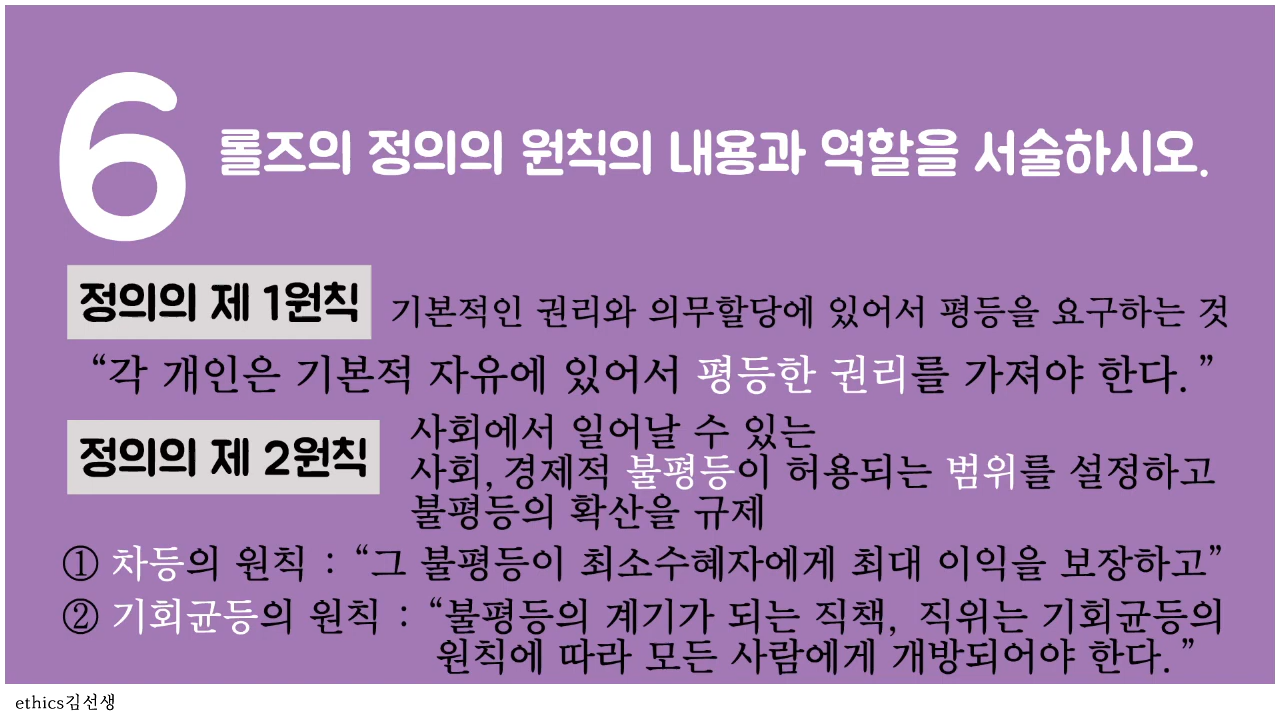 6
롤즈의 정의의 원칙의 내용과 역할을 서술하시오.
정의의 제 1원칙 기본적인 권리와 의무할당에 있어서 평등을 요구하는 것
“각 개인은 기본적 자유에 있어서 평등한 권리를 가져야 한다.”
정의의 제 2원칙
사회에서 일어날 수 있는
사회, 경제적 불평등이 허용되는 범위를 설정하고
불평등의 확산을 규제
① 차등의 원칙 : “그 불평등이 최소수혜자에게 최대 이익을 보장하고”
② 기회균등의 원칙 : “불평등의 계기가 되는 직책, 직위는 기회균등의
원칙에 따라 모든 사람에게 개방되어야 한다.”
ethics김선생